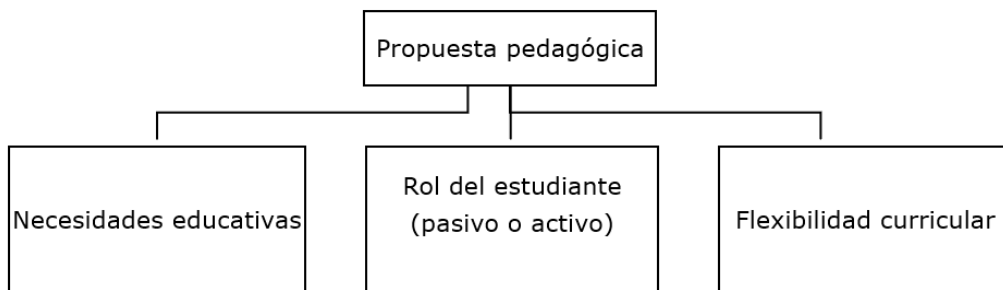 Propuesta pedagógica
Necesidades educativas
Rol del estudiante
(pasivo o activo)
Flexibilidad curricular